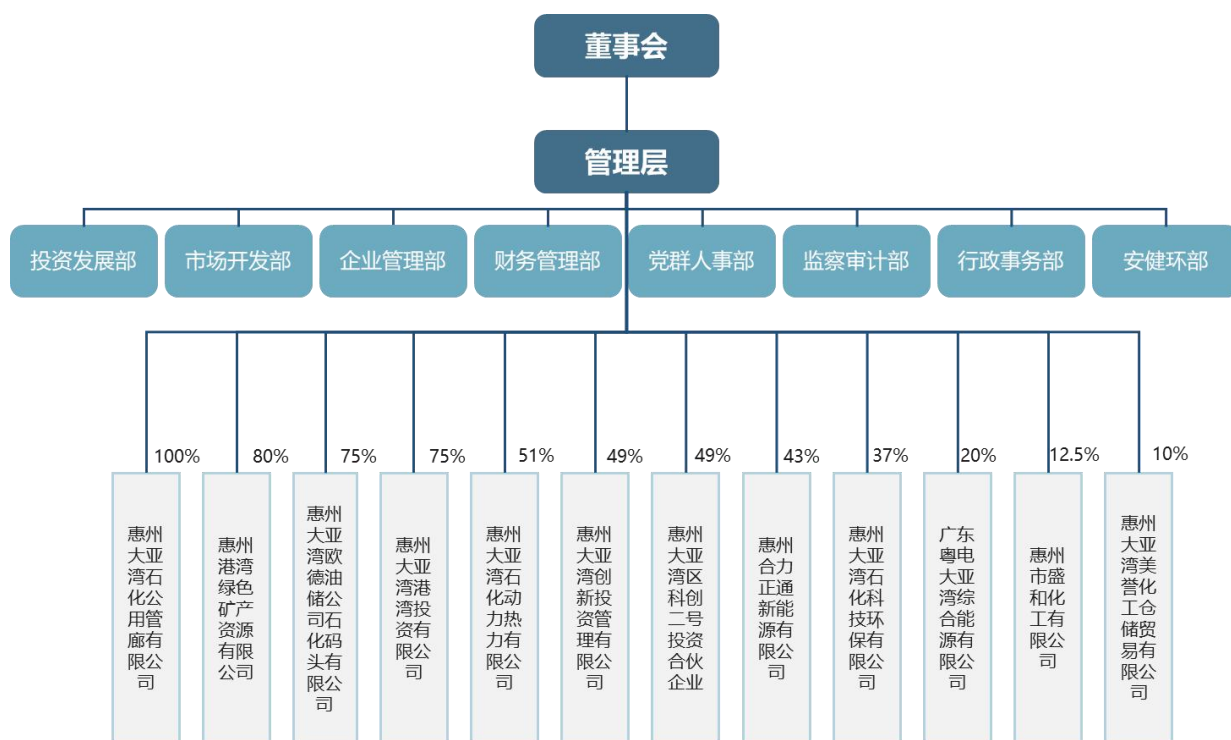 董事会
管理层
投资发展部
市场开发部
企业管理部
财务管理部
党群人事部
监察审计部
行政事务部
安健环部
100%
80%
75%
75%
51%
49%
49%
43%
37%
20%
12.5%
10%
惠州大亚湾石化公用管廊有限公司
惠州港湾绿色矿产资源有限公司
惠州大亚湾欧德油储公司石化码头有限公司
惠州大亚湾港湾投资有限公司
惠州大亚湾石化动力热力有限公司
惠州大亚湾创新投资管理有限公司
惠州大亚湾区科创二号投资合伙企业
惠州合力正通新能源有限公司
惠州大亚湾石化科技环保有限公司
广东粤电大亚湾综合能源有限公司
惠州市盛和化工有限公司
惠州大亚湾美誉化工仓储贸易有限公司